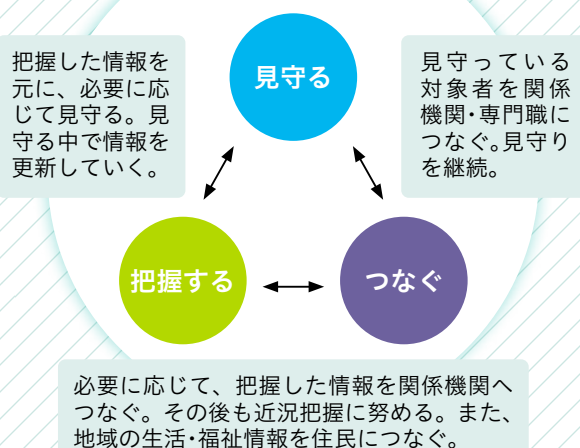 見守る
把握した情報を
元に、必要に応
じて見守る。見
守る中で情報を
更新していく。
見守っている
対象者を関係
機関・専門職に
つなぐ。見守り
を継続。
把握する
つなぐ
必要に応じて、把握した情報を関係機関へ
つなぐ。その後も近況把握に努める。また、
地域の生活・福祉情報を住民につなぐ。